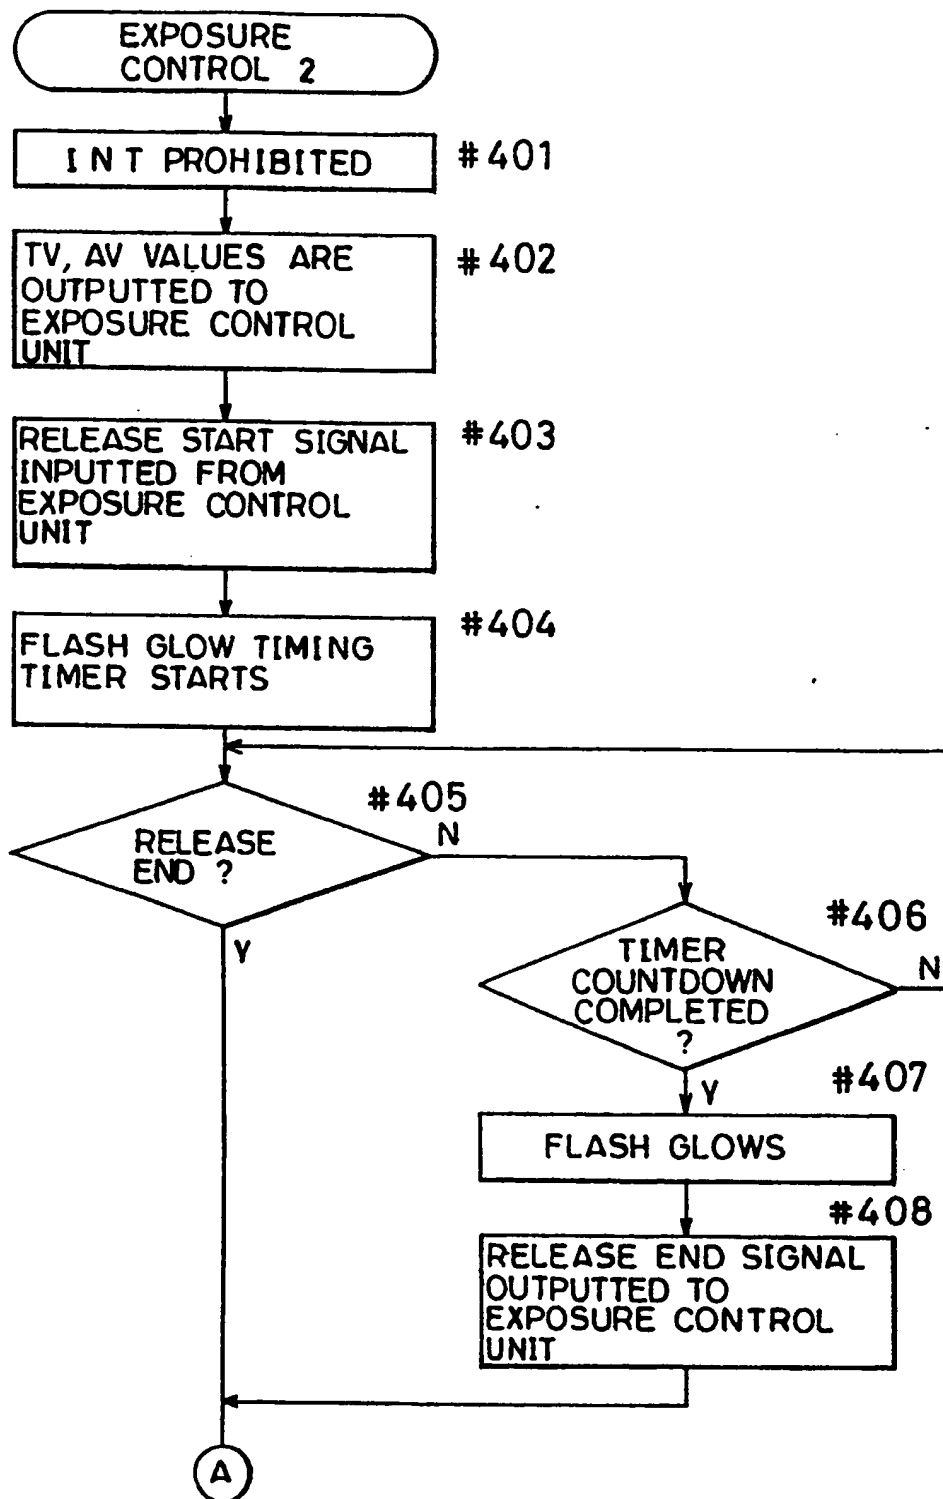 EXPOSURE
CONTROL 2
INT PROHIBITED
#401
TV, AV VALUES ARE
OUTPUTTED TO
EXPOSURE CONTROL
UNIT
#402
RELEASE START SIGNAL
INPUTTED FROM
EXPOSURE CONTROL
UNIT
#403
FLASH GLOW TIMING
TIMER STARTS
#404
#405
RELEASE
END ?
N
Y
#406
TIMER
COUNTDOWN
COMPLETED
?
N
Y
#407
FLASH GLOWS
#408
RELEASE END SIGNAL
OUTPUTTED TO
EXPOSURE CONTROL
UNIT
A